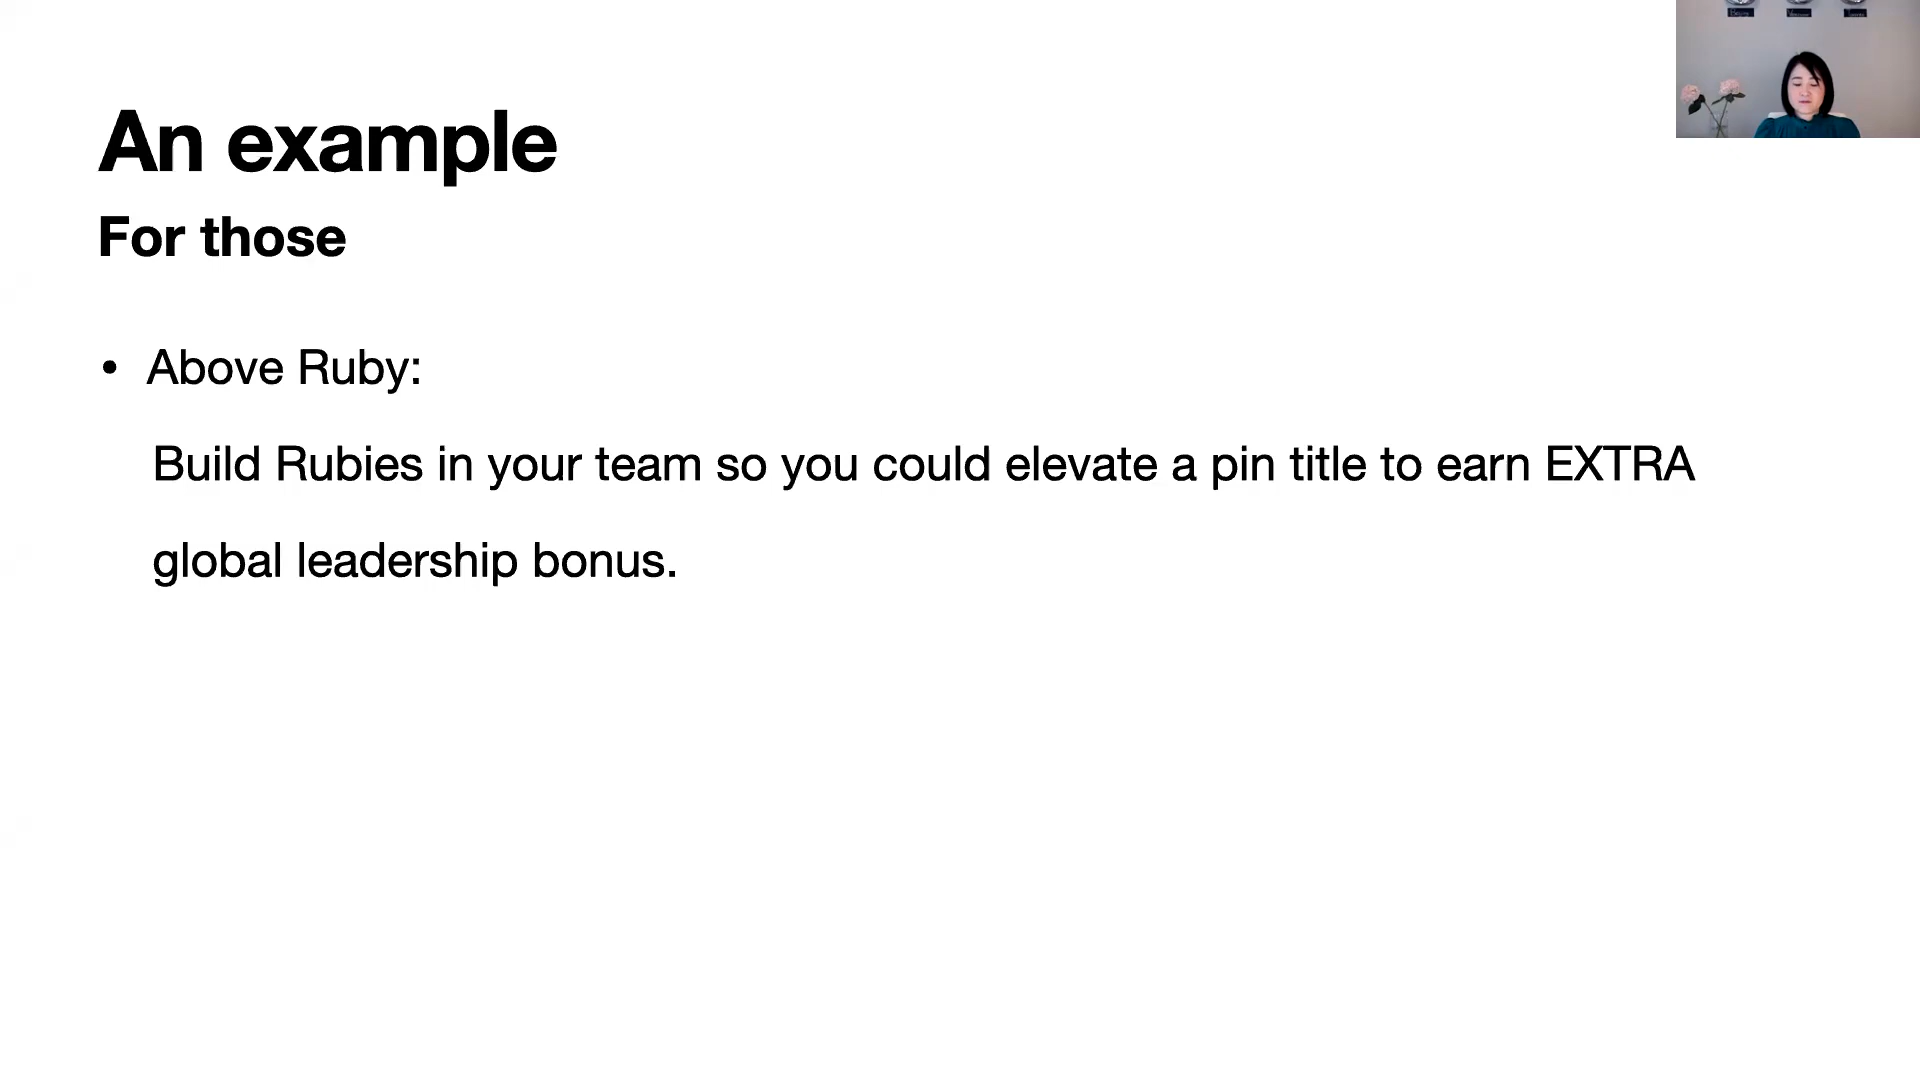 An example
For those
• Above Ruby:
Build Rubies in your team so you could elevate a pin title to earn EXTRA
global leadership bonus.